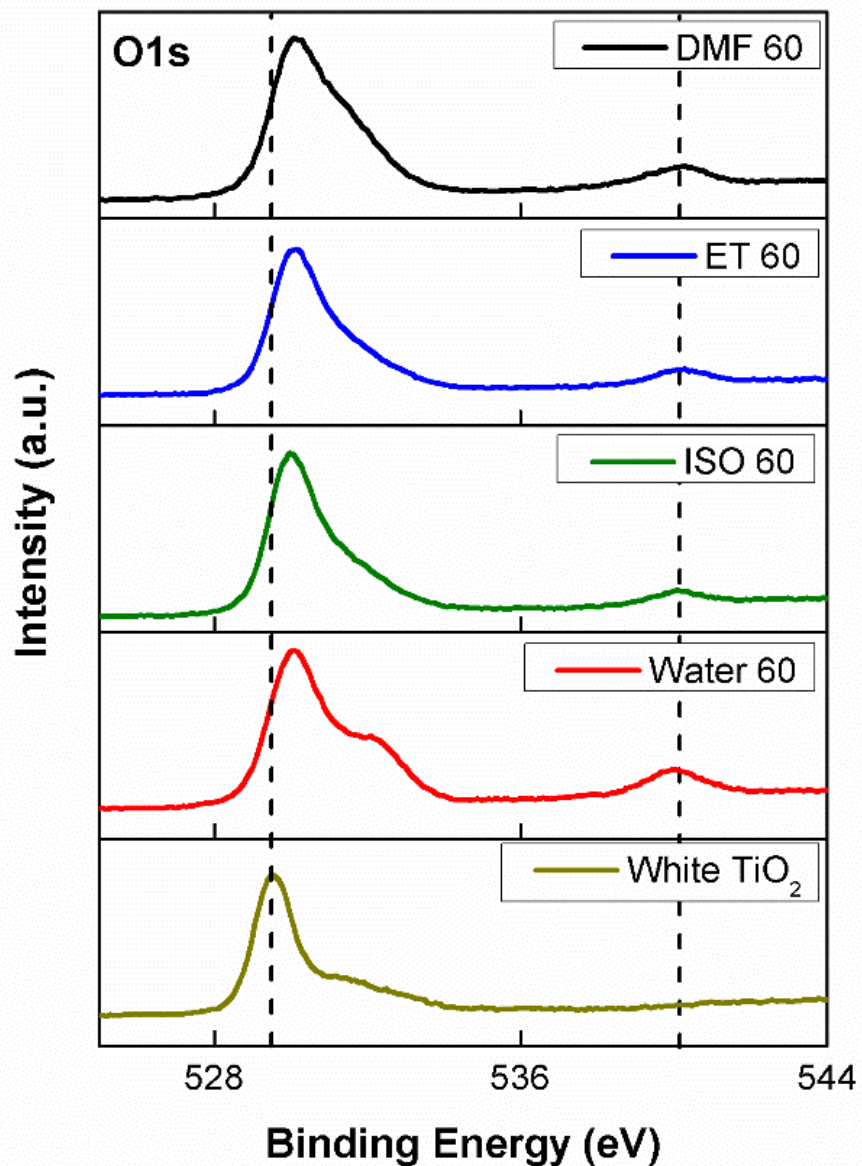 O1s
DMF 60
ET 60
ISO 60
Water 60
White TiO₂
Intensity (a.u.)
528 536 544
Binding Energy (eV)